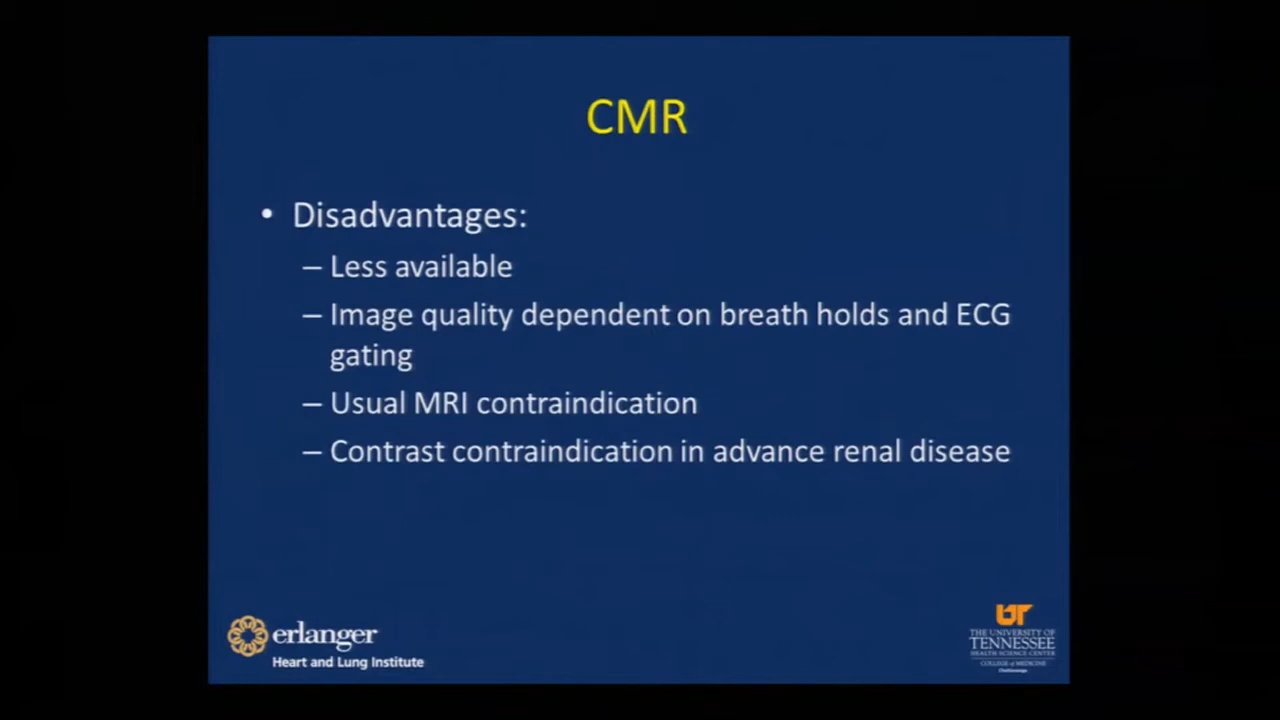 CMR
• Disadvantages:
– Less available
– Image quality dependent on breath holds and ECG
gating
– Usual MRI contraindication
– Contrast contraindication in advance renal disease
erlanger
Heart and Lung Institute
UT
THE UNIVERSITY OF
TENNESSEE
HEALTH SCIENCE CENTER
COLLEGE of MEDICINE
Chattanooga